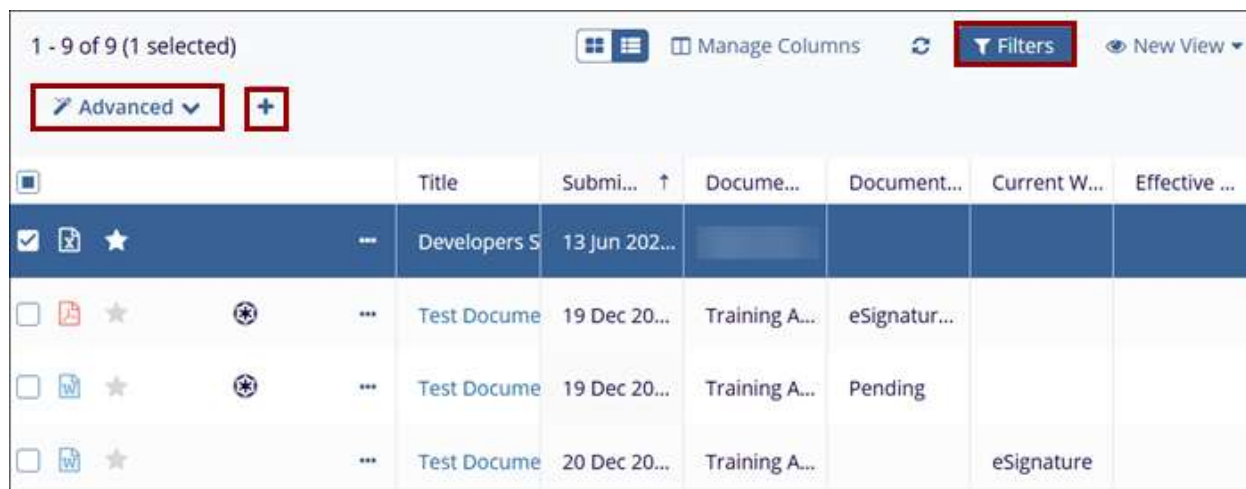 1 - 9 of 9 (1 selected) Manage Columns Filters New View
Advanced +
Title Submi... ↑ Docume... Document... Current W... Effective ...
Developers S 13 Jun 202...
Test Docume 19 Dec 20... Training A... eSignatur...
Test Docume 19 Dec 20... Training A... Pending
Test Docume 20 Dec 20... Training A... eSignature